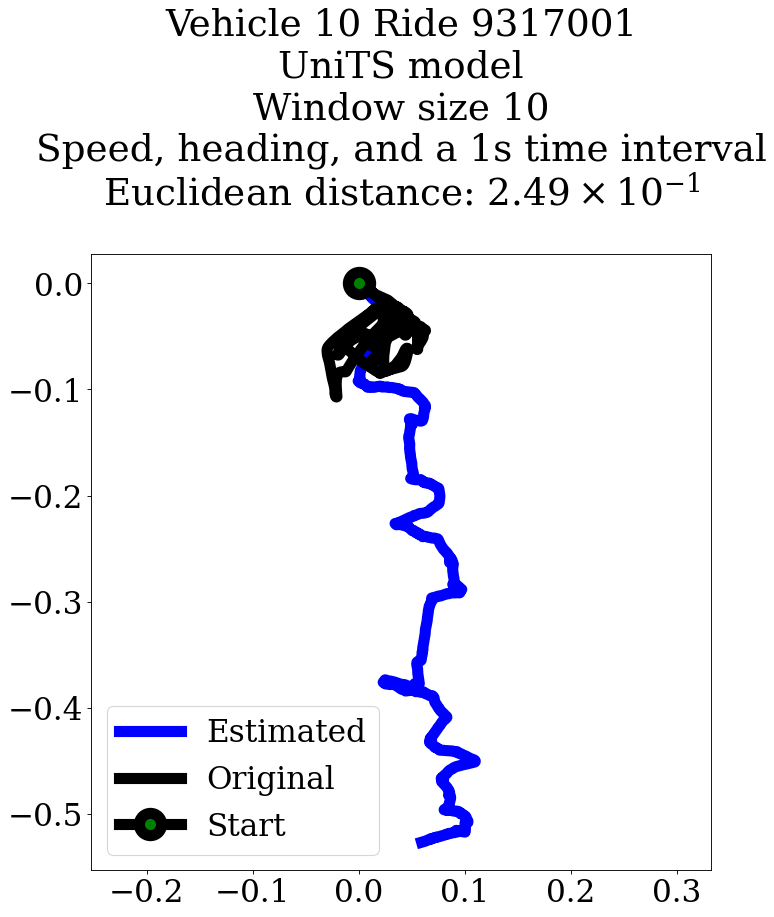 Vehicle 10 Ride 9317001
UniTS model
Window size 10
Speed, heading, and a 1s time interval
Euclidean distance: 2.49 × 10⁻¹
0.0
−0.1
−0.2
−0.3
−0.4
−0.5
Estimated
Original
Start
−0.2 −0.1 0.0 0.1 0.2 0.3